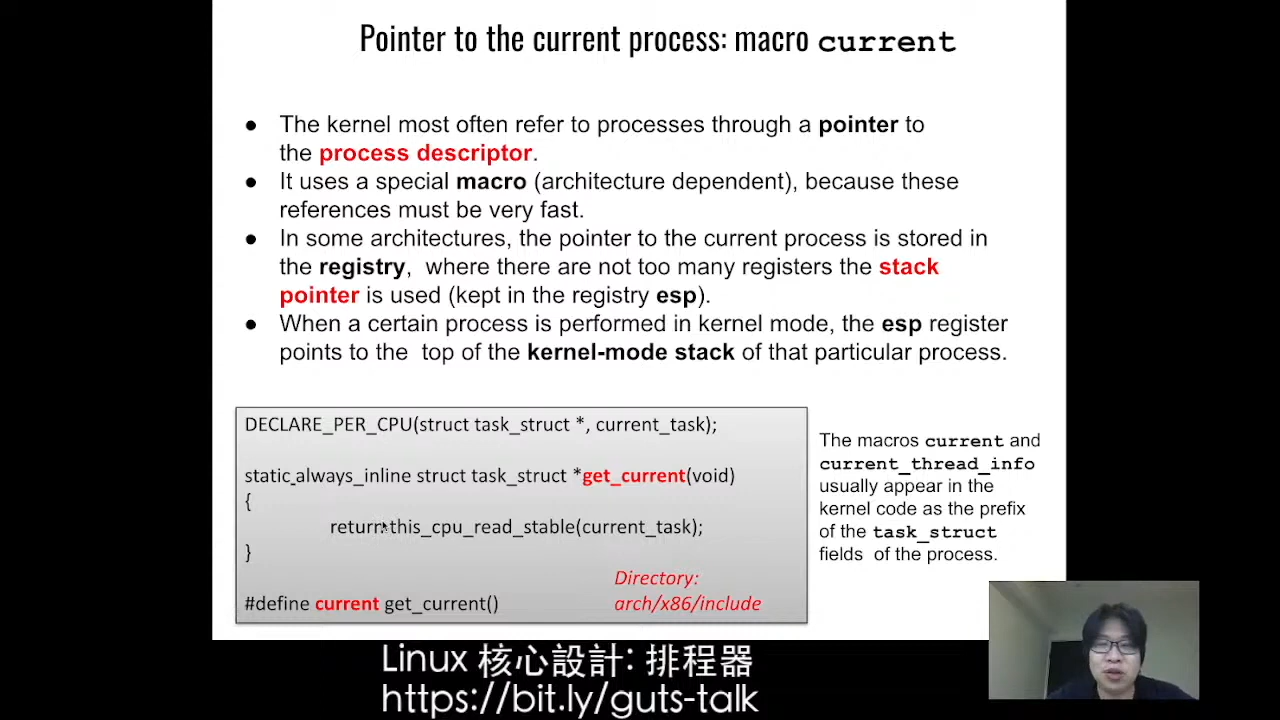 Pointer to the current process: macro current
● The kernel most often refer to processes through a pointer to
the process descriptor.
● It uses a special macro (architecture dependent), because these
references must be very fast.
● In some architectures, the pointer to the current process is stored in
the registry, where there are not too many registers the stack
pointer is used (kept in the registry esp).
● When a certain process is performed in kernel mode, the esp register
points to the top of the kernel-mode stack of that particular process.
DECLARE_PER_CPU(struct task_struct *, current_task);
static_always_inline struct task_struct *get_current(void)
{
return this_cpu_read_stable(current_task);
}
#define current get_current()
Directory:
arch/x86/include
The macros current and
current_thread_info
usually appear in the
kernel code as the prefix
of the task_struct
fields of the process.
Linux 核心設計: 排程器
https://bit.ly/guts-talk